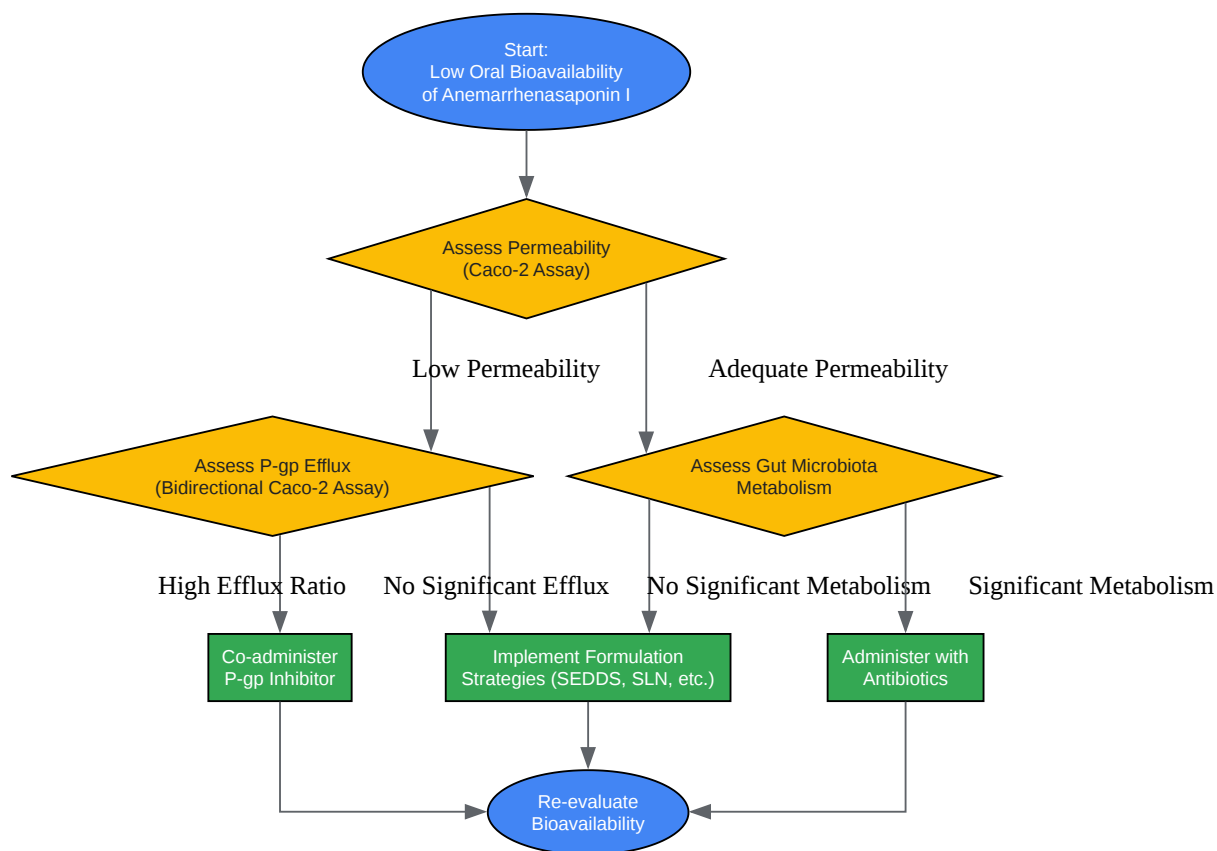 Start:
Low Oral Bioavailability
of Anemarrhenasaponin I
Assess Permeability
(Caco-2 Assay)
Low Permeability
Adequate Permeability
Assess P-gp Efflux
(Bidirectional Caco-2 Assay)
Assess Gut Microbiota
Metabolism
High Efflux Ratio
No Significant Efflux
No Significant Metabolism
Significant Metabolism
Co-administer
P-gp Inhibitor
Implement Formulation
Strategies (SEDDS, SLN, etc.)
Administer with
Antibiotics
Re-evaluate
Bioavailability